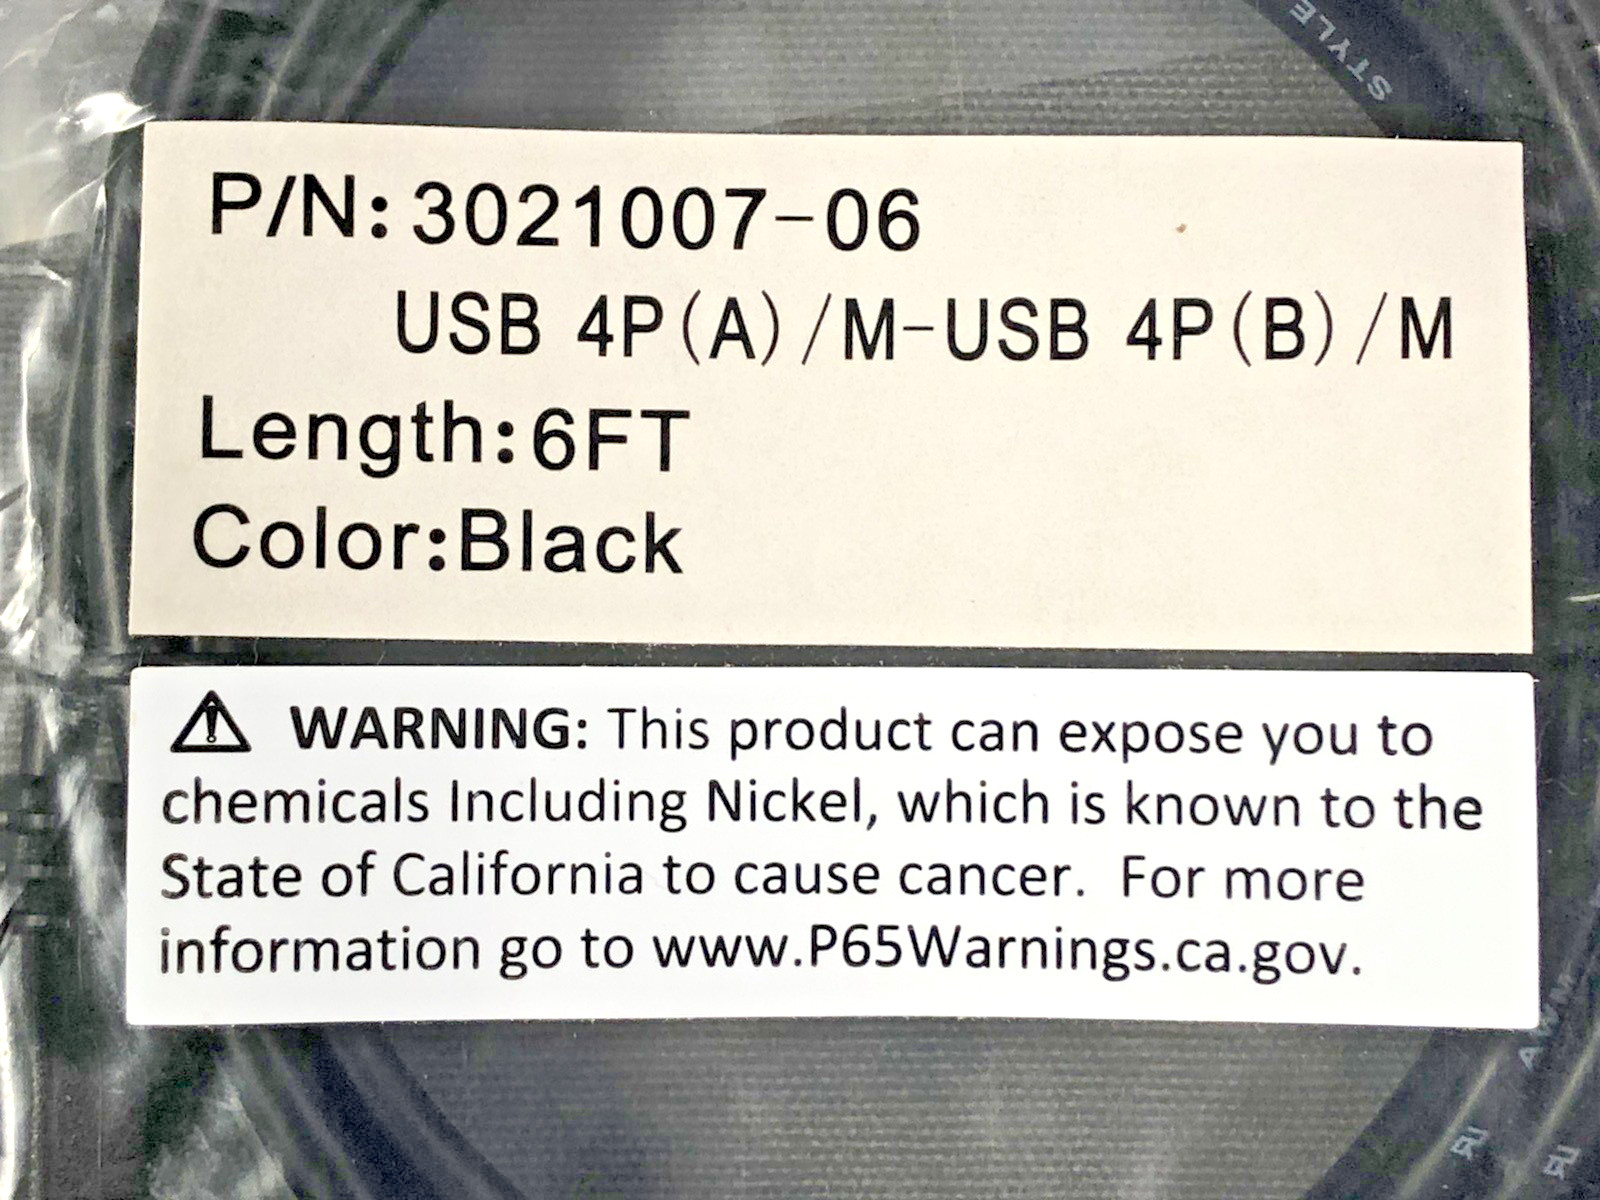 STYLE
P/N:3021007-06
USB 4P(A)/M-USB 4P(B)/M
Length:6FT
Color:Black
WARNING: This product can expose you to
chemicals Including Nickel, which is known to the
State of California to cause cancer.  For more
information go to www.P65Warnings.ca.gov.
AWM